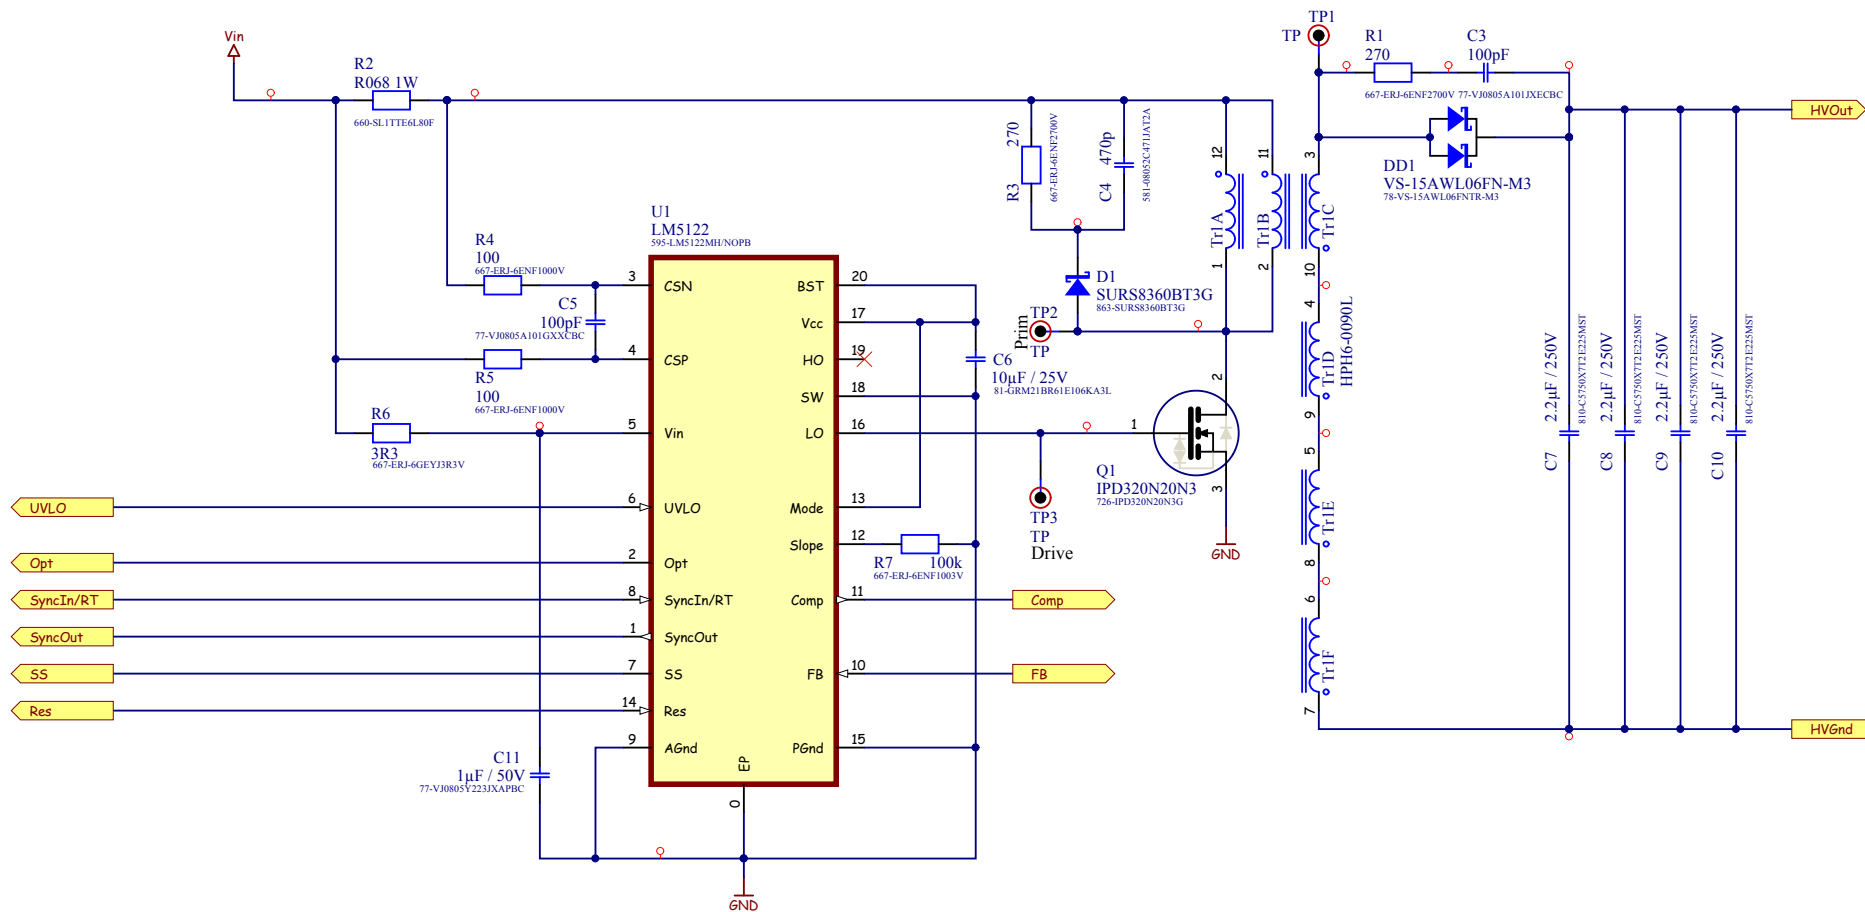 Vin
R2
R068 1W
660-SL1TTE6L80F
TP1
TP
R1
270
667-ERJ-6ENF2700V
C3
100pF
77-VJ0805A101JXECBC
HVOut
DD1
VS-15AWL06FN-M3
78-VS-15AWL06FNTR-M3
R3
270
667-ERJ-6ENF2700V
C4
470p
581-08052C471JAT2A
12
Tr1A
1
11
Tr1B
2
3
Tr1C
10
4
Tr1D
9
HPH6-0090L
5
Tr1E
8
6
Tr1F
7
D1
SURS8360BT3G
863-SURS8360BT3G
TP2
TP
Prim
U1
LM5122
595-LM5122MH/NOPB
R4
100
667-ERJ-6ENF1000V
C5
100pF
77-VJ0805A101GXXCBC
R5
100
667-ERJ-6ENF1000V
R6
3R3
667-ERJ-6GEYJ3R3V
3 CSN
4 CSP
5 Vin
6 UVLO
2 Opt
8 SyncIn/RT
1 SyncOut
7 SS
14 Res
9 AGnd
EP
0
BST 20
Vcc 17
HO 19
SW 18
LO 16
Mode 13
Slope 12
Comp 11
FB 10
PGnd 15
C6
10µF / 25V
81-GRM21BR61E106KA3L
R7
100k
667-ERJ-6ENF1003V
1
2
3
Q1
IPD320N20N3
726-IPD320N20N3G
GND
TP3
TP
Drive
C7
2.2µF / 250V
810-C5750X7T2E225MST
C8
2.2µF / 250V
810-C5750X7T2E225MST
C9
2.2µF / 250V
810-C5750X7T2E225MST
C10
2.2µF / 250V
810-C5750X7T2E225MST
UVLO
Opt
SyncIn/RT
SyncOut
SS
Res
Comp
FB
HVGnd
C11
1µF / 50V
77-VJ0805Y223JXAPBC
GND